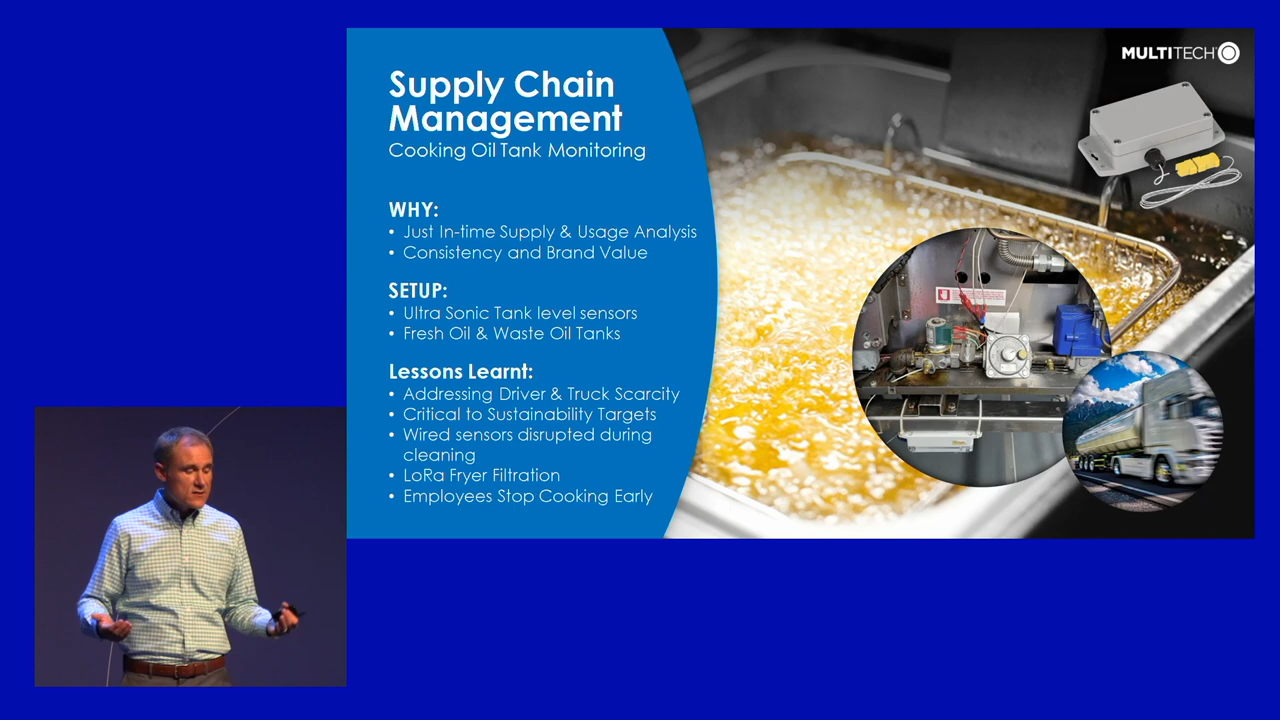 MULTITECH
Supply Chain
Management
Cooking Oil Tank Monitoring
WHY:
• Just In-time Supply & Usage Analysis
• Consistency and Brand Value
SETUP:
• Ultra Sonic Tank level sensors
• Fresh Oil & Waste Oil Tanks
Lessons Learnt:
• Addressing Driver & Truck Scarcity
• Critical to Sustainability Targets
• Wired sensors disrupted during
cleaning
• LoRa Fryer Filtration
• Employees Stop Cooking Early